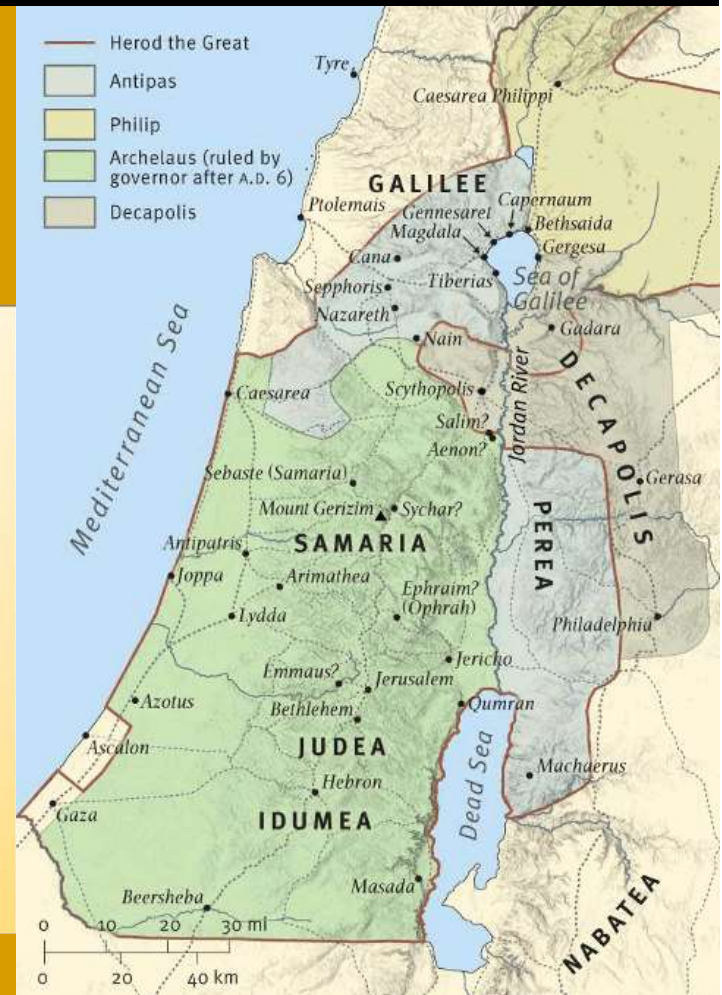 Herod the Great
Antipas
Philip
Archelaus (ruled by
governor after A.D. 6)
Decapolis
Tyre
Caesarea Philippi
GALILEE
Ptolemais
Capernaum
Gennesaret
Bethsaida
Magdala
Gergesa
Cana
Tiberias
Sea of
Galilee
Sepphoris
Nazareth
Gadara
Nain
Mediterranean Sea
Jordan River
DECAPOLIS
Caesarea
Scythopolis
Salim?
Aenon?
Sebaste (Samaria)
Gerasa
Mount Gerizim
Sychar?
PEREA
SAMARIA
Antipatris
Joppa
Arimathea
Ephraim?
(Ophrah)
Lydda
Philadelphia
Jericho
Emmaus?
Jerusalem
Qumran
Azotus
Bethlehem
Ascalon
JUDEA
Dead Sea
Machaerus
Hebron
Gaza
IDUMEA
Masada
Beersheba
NABATEA
0 10 20 30 mi
0 20 40 km